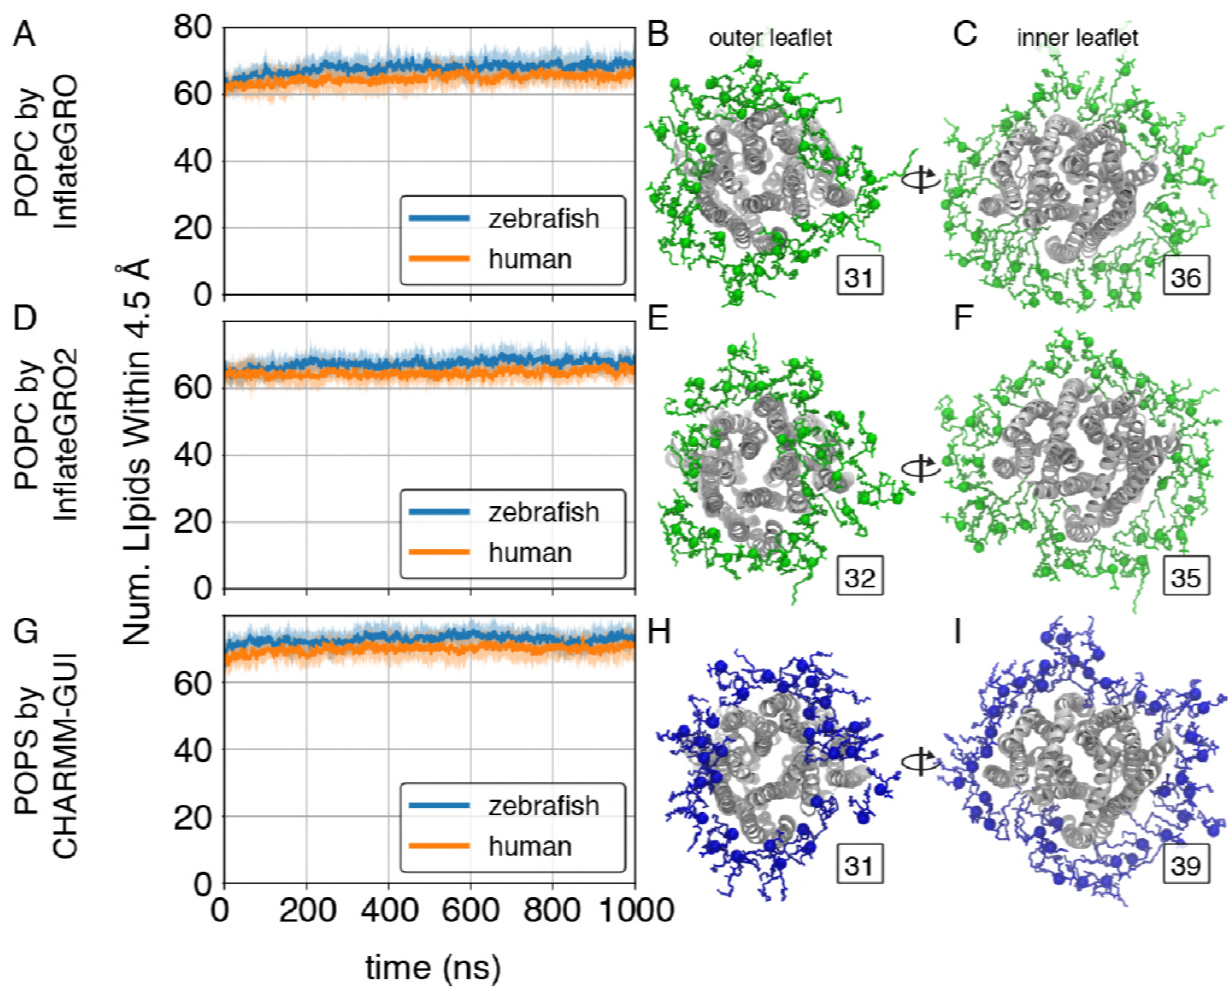 A
B
outer leaflet
C
inner leaflet
POPC by
InflateGRO
80
60
40
20
0
zebrafish
human
31
36
D
E
F
POPC by
InflateGRO2
60
40
20
0
zebrafish
human
32
35
Num. LIpids Within 4.5 Å
G
H
I
POPS by
CHARMM-GUI
60
40
20
0
zebrafish
human
31
39
0 200 400 600 800 1000
time (ns)